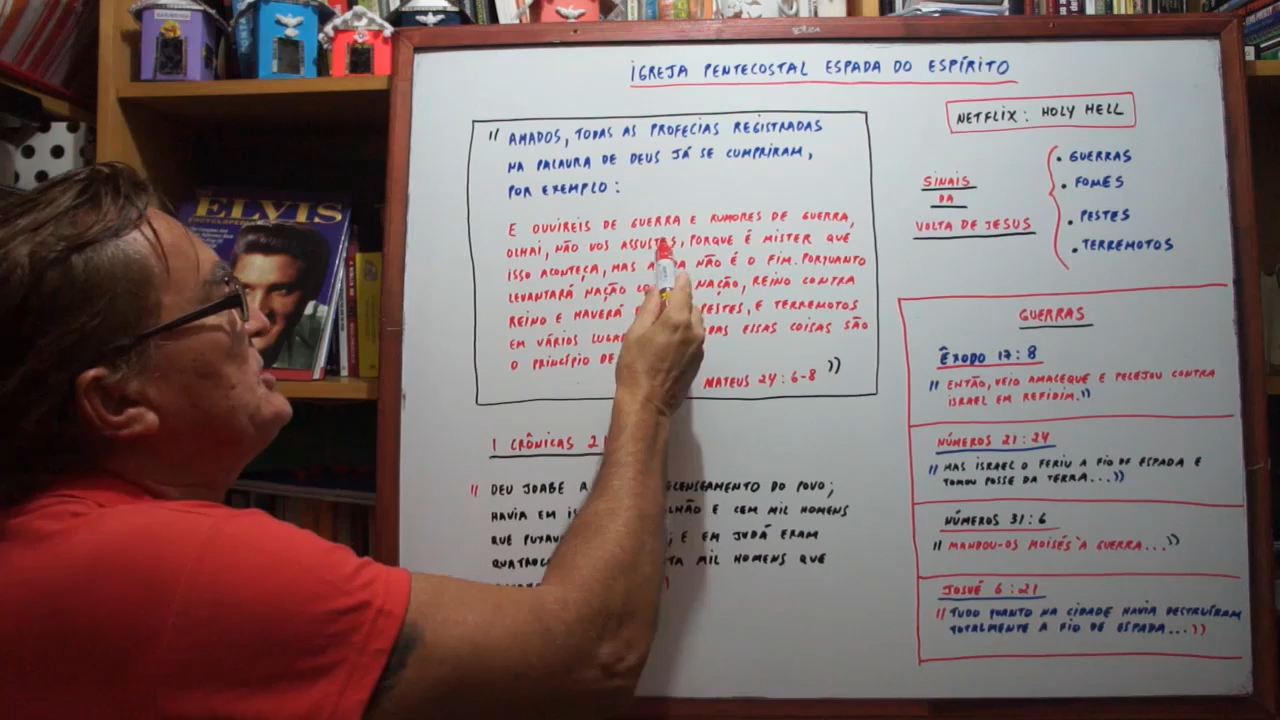 ELVIS
ENCYCLOPEDIA
IGREJA PENTECOSTAL ESPADA DO ESPÍRITO
NETFLIX: HOLY HELL
" AMADOS, TODAS AS PROFECIAS REGISTRADAS
NA PALAVRA DE DEUS JÁ SE CUMPRIRAM,
POR EXEMPLO:
E OUVIREIS DE GUERRA E RUMORES DE GUERRA,
OLHAI, NÃO VOS ASSUSTES, PORQUE É MISTER QUE
ISSO ACONTEÇA, MAS NÃO É O FIM. PORQUANTO
LEVANTARÁ NAÇÃO NAÇÃO, REINO CONTRA
REINO E HAVERÁ PESTES, E TERREMOTOS
EM VÁRIOS ESSAS COISAS SÃO
O PRINCÍPIO DE
MATEUS 24:6-8 "
1 CRÔNICAS
" DEU JOABE A RECENSEAMENTO DO POVO;
HAVIA EM E CEM MIL HOMENS
QUE E EM JUDÁ ERAM
MIL HOMENS QUE
SINAIS
DA
VOLTA DE JESUS
• GUERRAS
• FOMES
• PESTES
• TERREMOTOS
GUERRAS
ÊXODO 17:8
" ENTÃO, VEIO AMALEQUE E PELEJOU CONTRA
ISRAEL EM REFIDIM. "
NÚMEROS 21:24
" MAS ISRAEL O FERIU A FIO DE ESPADA E
TOMOU POSSE DA TERRA... "
NÚMEROS 31:6
" MANDOU-OS MOISÉS À GUERRA... "
JOSUÉ 6:21
" TUDO QUANTO NA CIDADE HAVIA DESTRUÍRAM
TOTALMENTE A FIO DE ESPADA... "